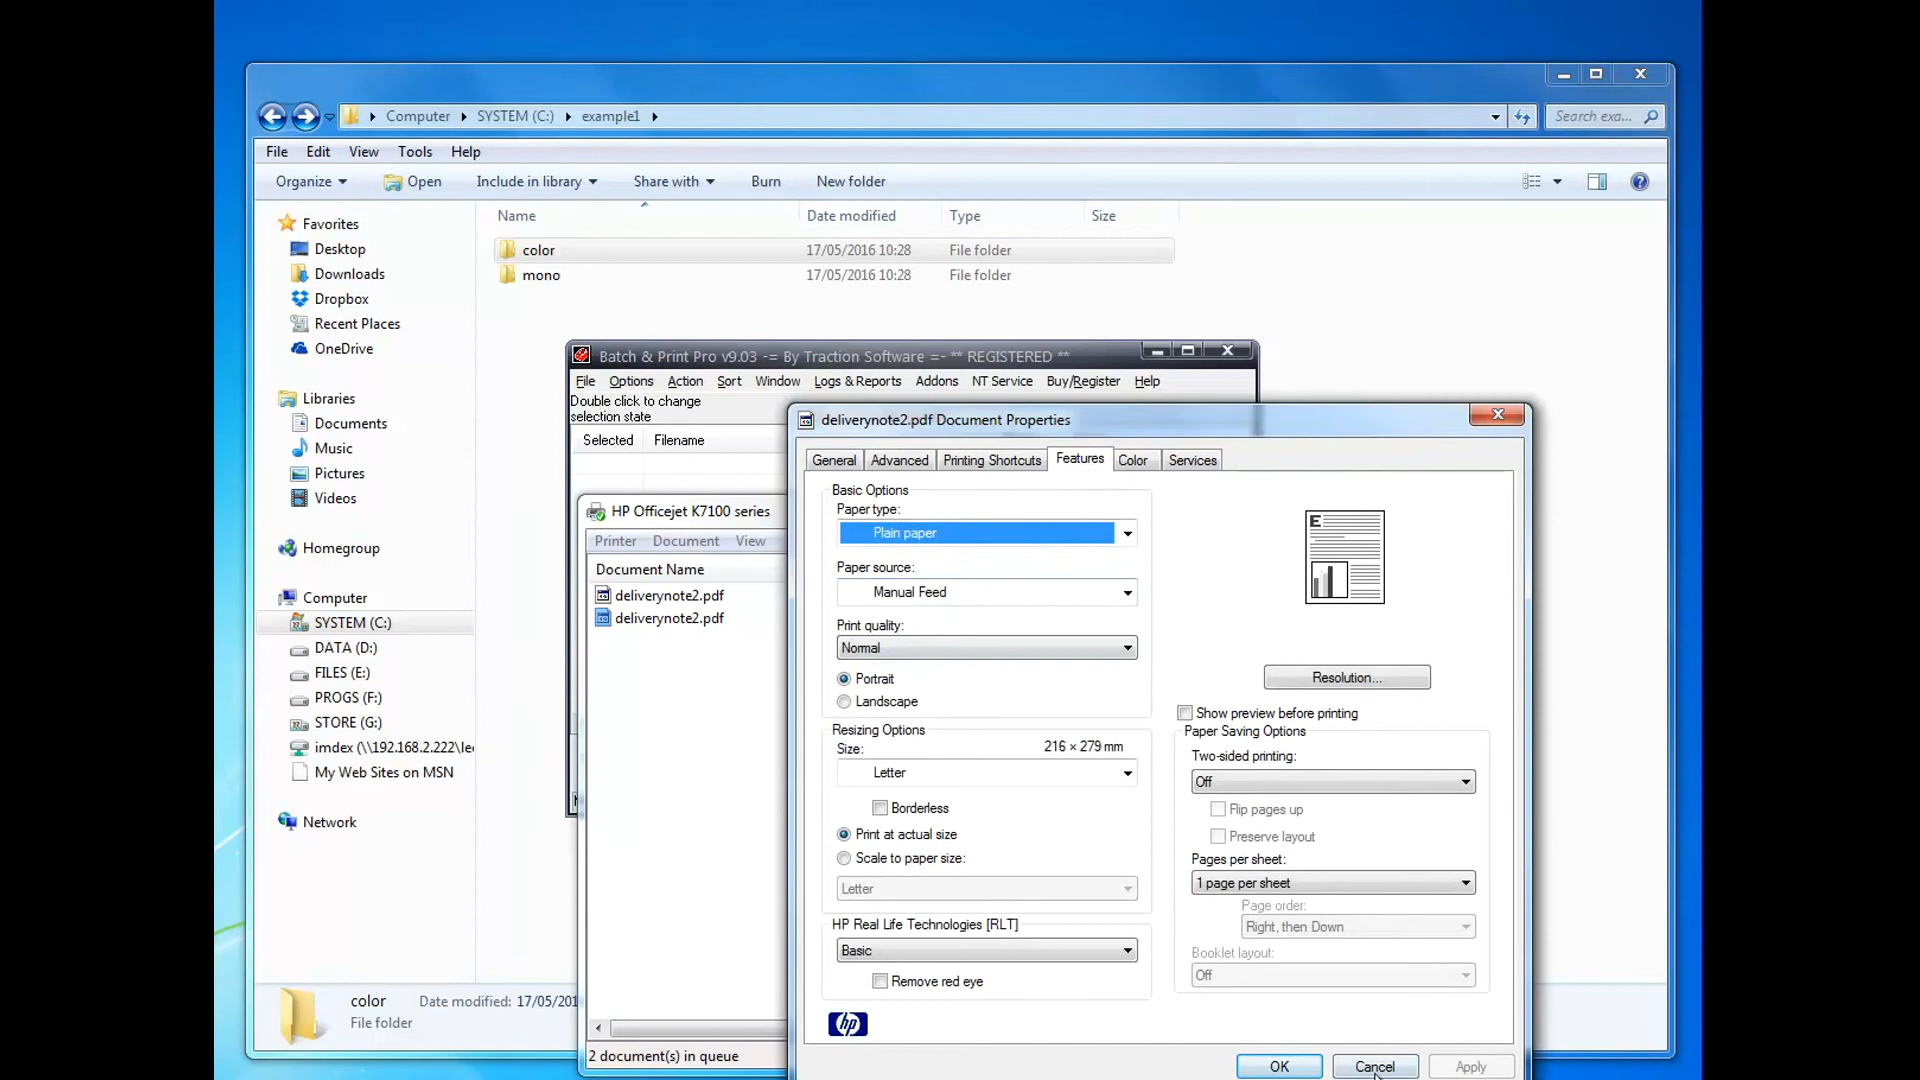 Computer SYSTEM (C:) example1
Search exa...
File Edit View Tools Help
Organize Open Include in library Share with Burn New folder
Name Date modified Type Size
color 17/05/2016 10:28 File folder
mono 17/05/2016 10:28 File folder
Favorites
Desktop
Downloads
Dropbox
Recent Places
OneDrive
Libraries
Documents
Music
Pictures
Videos
Homegroup
Computer
SYSTEM (C:)
DATA (D:)
FILES (E:)
PROGS (F:)
STORE (G:)
imdex (\\192.168.2.222\le
My Web Sites on MSN
Network
color Date modified: 17/05/201
File folder
Batch & Print Pro v9.03 -= By Traction Software =- ** REGISTERED **
File Options Action Sort Window Logs & Reports Addons NT Service Buy/Register Help
Double click to change
selection state
Selected Filename
HP Officejet K7100 series
Printer Document View
Document Name
deliverynote2.pdf
deliverynote2.pdf
2 document(s) in queue
deliverynote2.pdf Document Properties
General Advanced Printing Shortcuts Features Color Services
Basic Options
Paper type:
Plain paper
Paper source:
Manual Feed
Print quality:
Normal
Portrait
Landscape
Resizing Options
Size: 216 × 279 mm
Letter
Borderless
Print at actual size
Scale to paper size:
Letter
HP Real Life Technologies [RLT]
Basic
Remove red eye
hp
E
Resolution...
Show preview before printing
Paper Saving Options
Two-sided printing:
Off
Flip pages up
Preserve layout
Pages per sheet:
1 page per sheet
Page order:
Right, then Down
Booklet layout:
Off
OK Cancel Apply